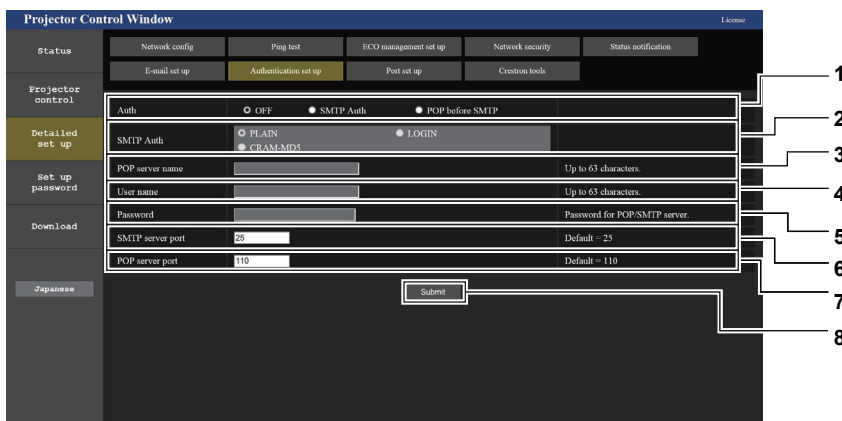 Projector Control Window
License
Status
Projector
control
Detailed
set up
Set up
password
Download
Japanese
Network config
Ping test
ECO management set up
Network security
Status notification
E-mail set up
Authentication set up
Port set up
Crestron tools
Auth OFF SMTP Auth POP before SMTP
SMTP Auth PLAIN LOGIN
CRAM-MD5
POP server name Up to 63 characters.
User name Up to 63 characters.
Password Password for POP/SMTP server.
SMTP server port 25 Default = 25
POP server port 110 Default = 110
Submit
1
2
3
4
5
6
7
8